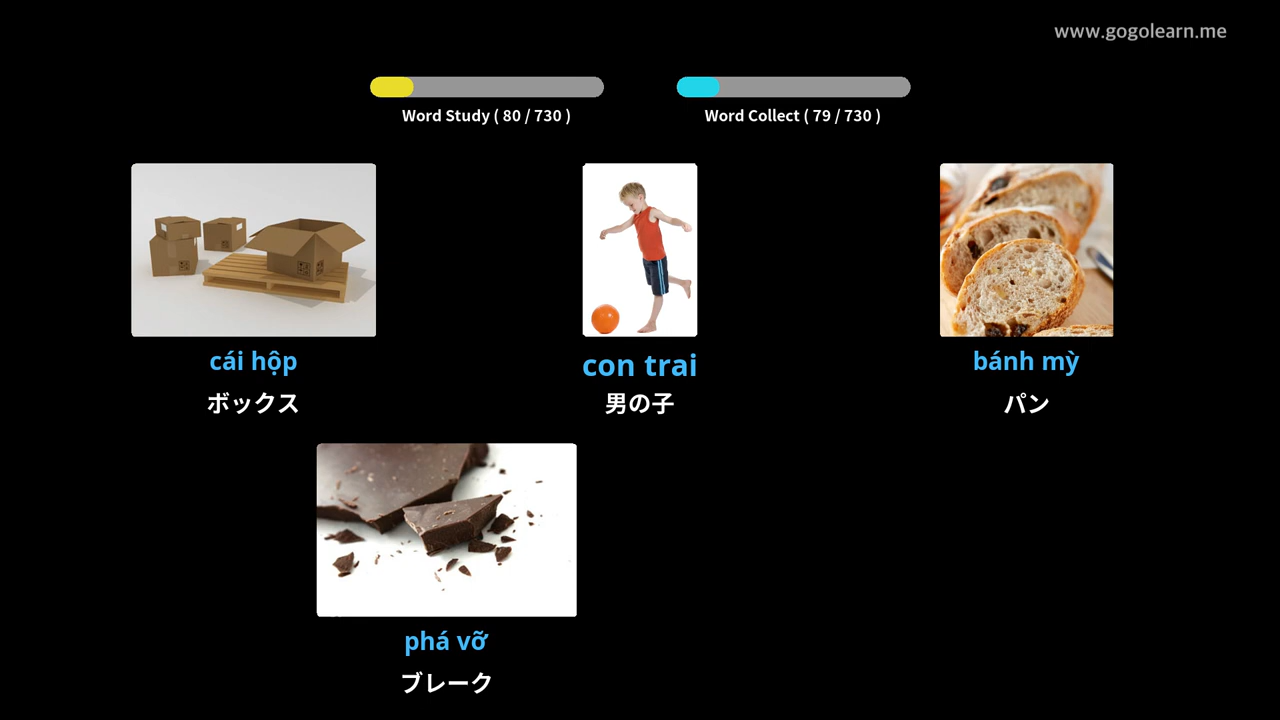 www.gogolearn.me
Word Study ( 80 / 730 )
Word Collect ( 79 / 730 )
cái hộp
ボックス
con trai
男の子
bánh mỳ
パン
phá vỡ
ブレーク